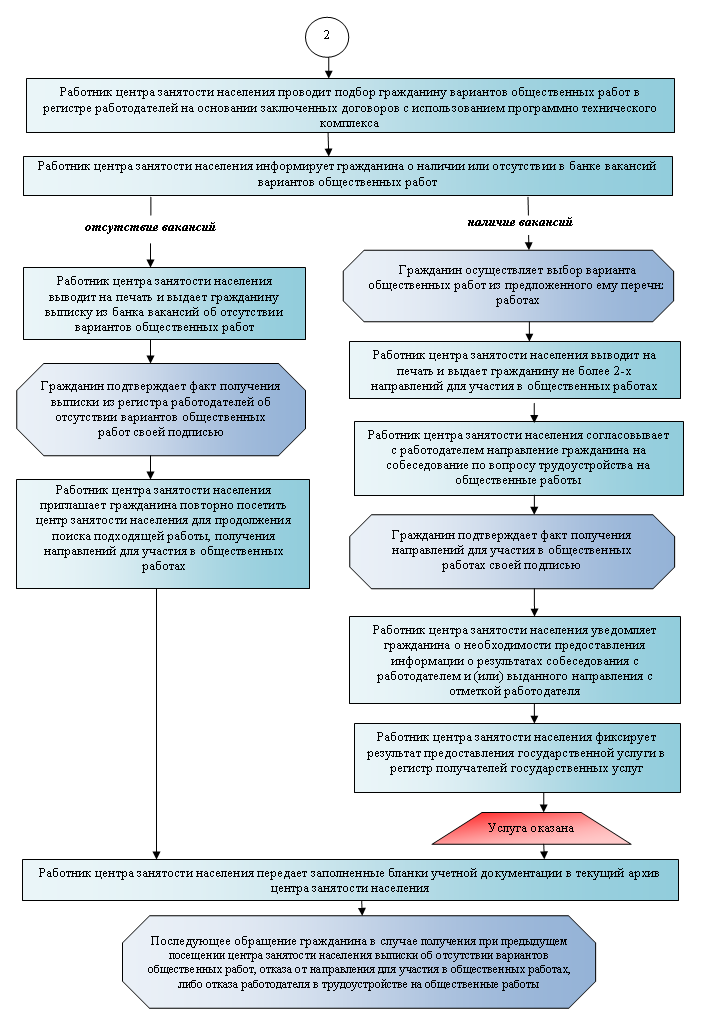 2
Работник центра занятости населения проводит подбор гражданину вариантов общественных работ в
регистре работодателей на основании заключенных договоров с использованием программно технического
комплекса
Работник центра занятости населения информирует гражданина о наличии или отсутствии в банке вакансий
вариантов общественных работ
отсутствие вакансий
Работник центра занятости населения
выводит на печать и выдает гражданину
выписку из банка вакансий об отсутствии
вариантов общественных работ
Гражданин подтверждает факт получения
выписки из регистра работодателей об
отсутствии вариантов общественных
работ своей подписью
Работник центра занятости населения
приглашает гражданина повторно посетить
центр занятости населения для продолжения
поиска подходящей работы, получения
направлений для участия в общественных
работах
наличие вакансий
Гражданин осуществляет выбор варианта
общественных работ из предложенного ему перечн
работах
Работник центра занятости населения выводит на
печать и выдает гражданину не более 2-х
направлений для участия в общественных работах
Работник центра занятости населения согласовывает
с работодателем направление гражданина на
собеседование по вопросу трудоустройства на
общественные работы
Гражданин подтверждает факт получения
направлений для участия в общественных
работах своей подписью
Работник центра занятости населения уведомляет
гражданина о необходимости предоставления
информации о результатах собеседования с
работодателем и (или) выданного направления с
отметкой работодателя
Работник центра занятости населения фиксирует
результат предоставления государственной услуги в
регистр получателей государственных услуг
Услуга оказана
Работник центра занятости населения передает заполненные бланки учетной документации в текущий архив
центра занятости населения
Последующее обращение гражданина в случае получения при предыдущем
посещении центра занятости населения выписки об отсутствии вариантов
общественных работ, отказа от направления для участия в общественных работах,
либо отказа работодателя в трудоустройстве на общественные работы